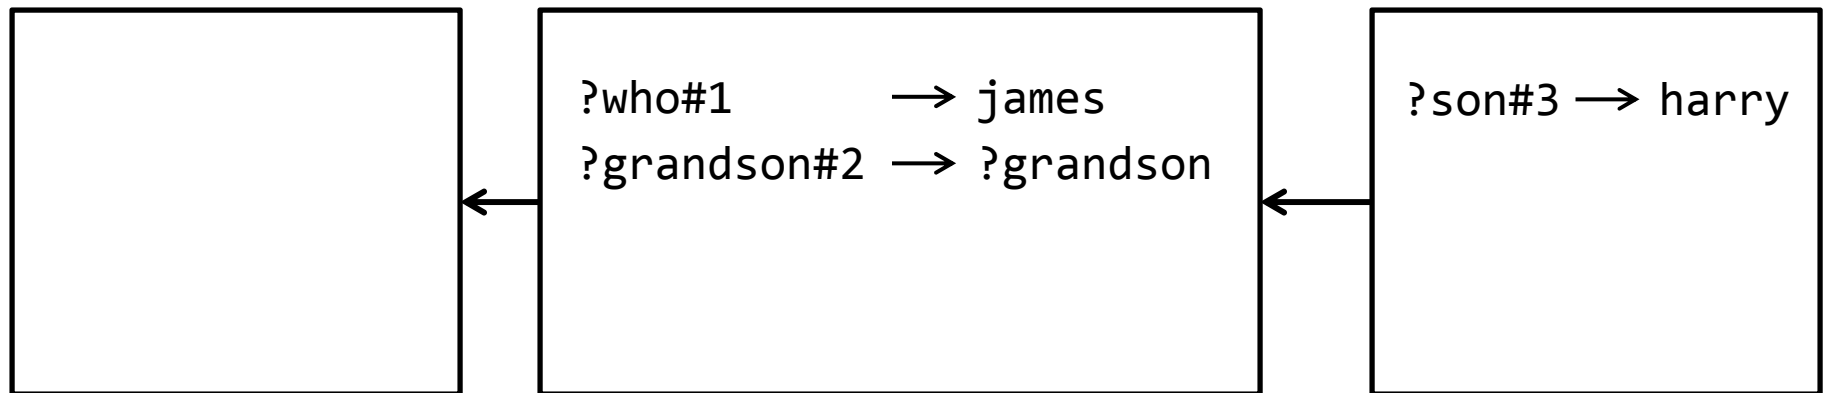 ?who#1 → james
?grandson#2 → ?grandson
?son#3 → harry